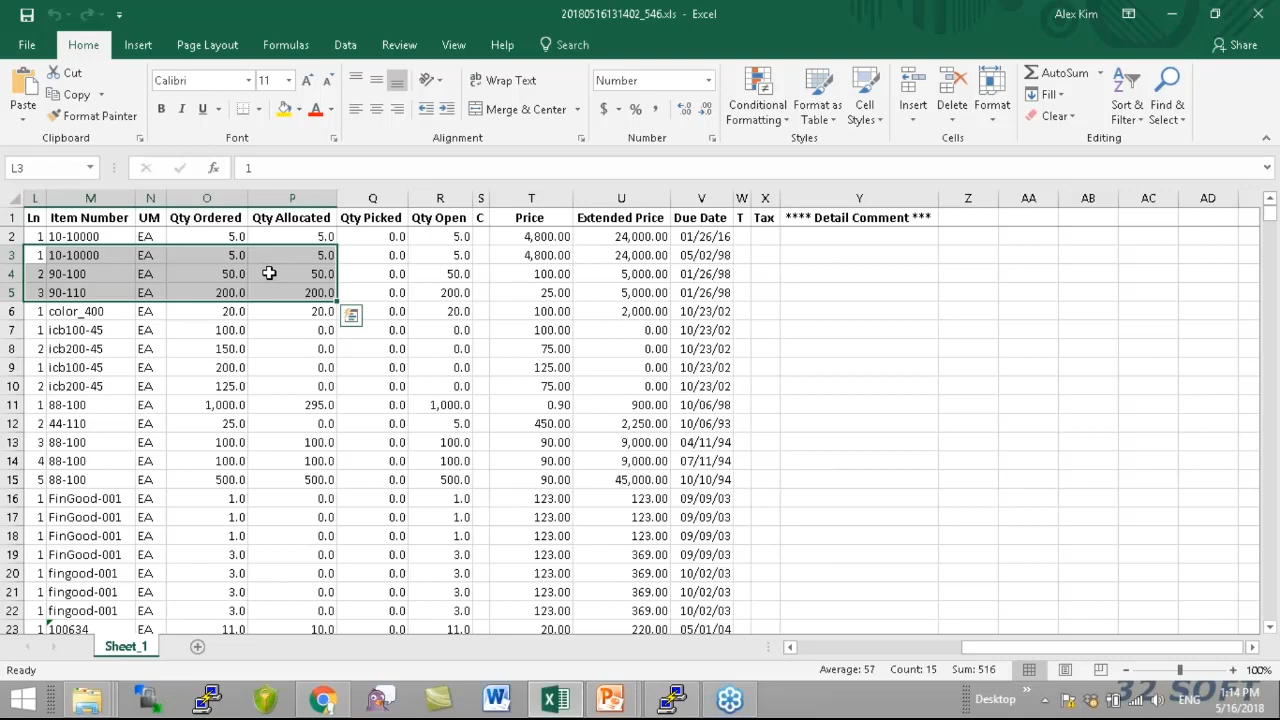 20180516131402_546.xls - Excel
Alex Kim
File Home Insert Page Layout Formulas Data Review View Help Search Share
Cut
Copy
Format Painter
Paste
Clipboard
Calibri 11
B I U
Font
Wrap Text
Merge & Center
Alignment
Number
$ % ,
Number
Conditional Formatting
Format as Table
Cell Styles
Styles
Insert Delete Format
Cells
AutoSum
Fill
Clear
Sort & Filter
Find & Select
Editing
L3 fx 1
L M N O P Q R S T U V W X Y Z AA AB AC AD
1 Ln Item Number UM Qty Ordered Qty Allocated Qty Picked Qty Open C Price Extended Price Due Date T Tax **** Detail Comment ***
2 1 10-10000 EA 5.0 5.0 0.0 5.0 4,800.00 24,000.00 01/26/16
3 1 10-10000 EA 5.0 5.0 0.0 5.0 4,800.00 24,000.00 05/02/98
4 2 90-100 EA 50.0 50.0 0.0 50.0 100.00 5,000.00 01/26/98
5 3 90-110 EA 200.0 200.0 0.0 200.0 25.00 5,000.00 01/26/98
6 1 color_400 EA 20.0 20.0 0.0 20.0 100.00 2,000.00 10/23/02
7 1 icb100-45 EA 100.0 0.0 0.0 0.0 100.00 0.00 10/23/02
8 2 icb200-45 EA 150.0 0.0 0.0 0.0 75.00 0.00 10/23/02
9 1 icb100-45 EA 200.0 0.0 0.0 0.0 125.00 0.00 10/23/02
10 2 icb200-45 EA 125.0 0.0 0.0 0.0 75.00 0.00 10/23/02
11 1 88-100 EA 1,000.0 295.0 0.0 1,000.0 0.90 900.00 10/06/98
12 2 44-110 EA 25.0 0.0 0.0 5.0 450.00 2,250.00 10/06/93
13 3 88-100 EA 100.0 100.0 0.0 100.0 90.00 9,000.00 04/11/94
14 4 88-100 EA 100.0 100.0 0.0 100.0 90.00 9,000.00 07/11/94
15 5 88-100 EA 500.0 500.0 0.0 500.0 90.00 45,000.00 10/10/94
16 1 FinGood-001 EA 1.0 0.0 0.0 1.0 123.00 123.00 09/09/03
17 1 FinGood-001 EA 1.0 0.0 0.0 1.0 123.00 123.00 09/09/03
18 1 FinGood-001 EA 1.0 0.0 0.0 1.0 123.00 123.00 09/09/03
19 1 FinGood-001 EA 3.0 0.0 0.0 3.0 123.00 369.00 09/09/03
20 1 fingood-001 EA 3.0 0.0 0.0 3.0 123.00 369.00 10/02/03
21 1 fingood-001 EA 3.0 0.0 0.0 3.0 123.00 369.00 10/02/03
22 1 fingood-001 EA 3.0 0.0 0.0 3.0 123.00 369.00 10/02/03
23 1 100634 EA 11.0 10.0 0.0 11.0 20.00 220.00 05/01/04
Sheet_1
Ready Average: 57 Count: 15 Sum: 516 100%
Desktop ENG 1:14 PM
5/16/2018
32 SOFT